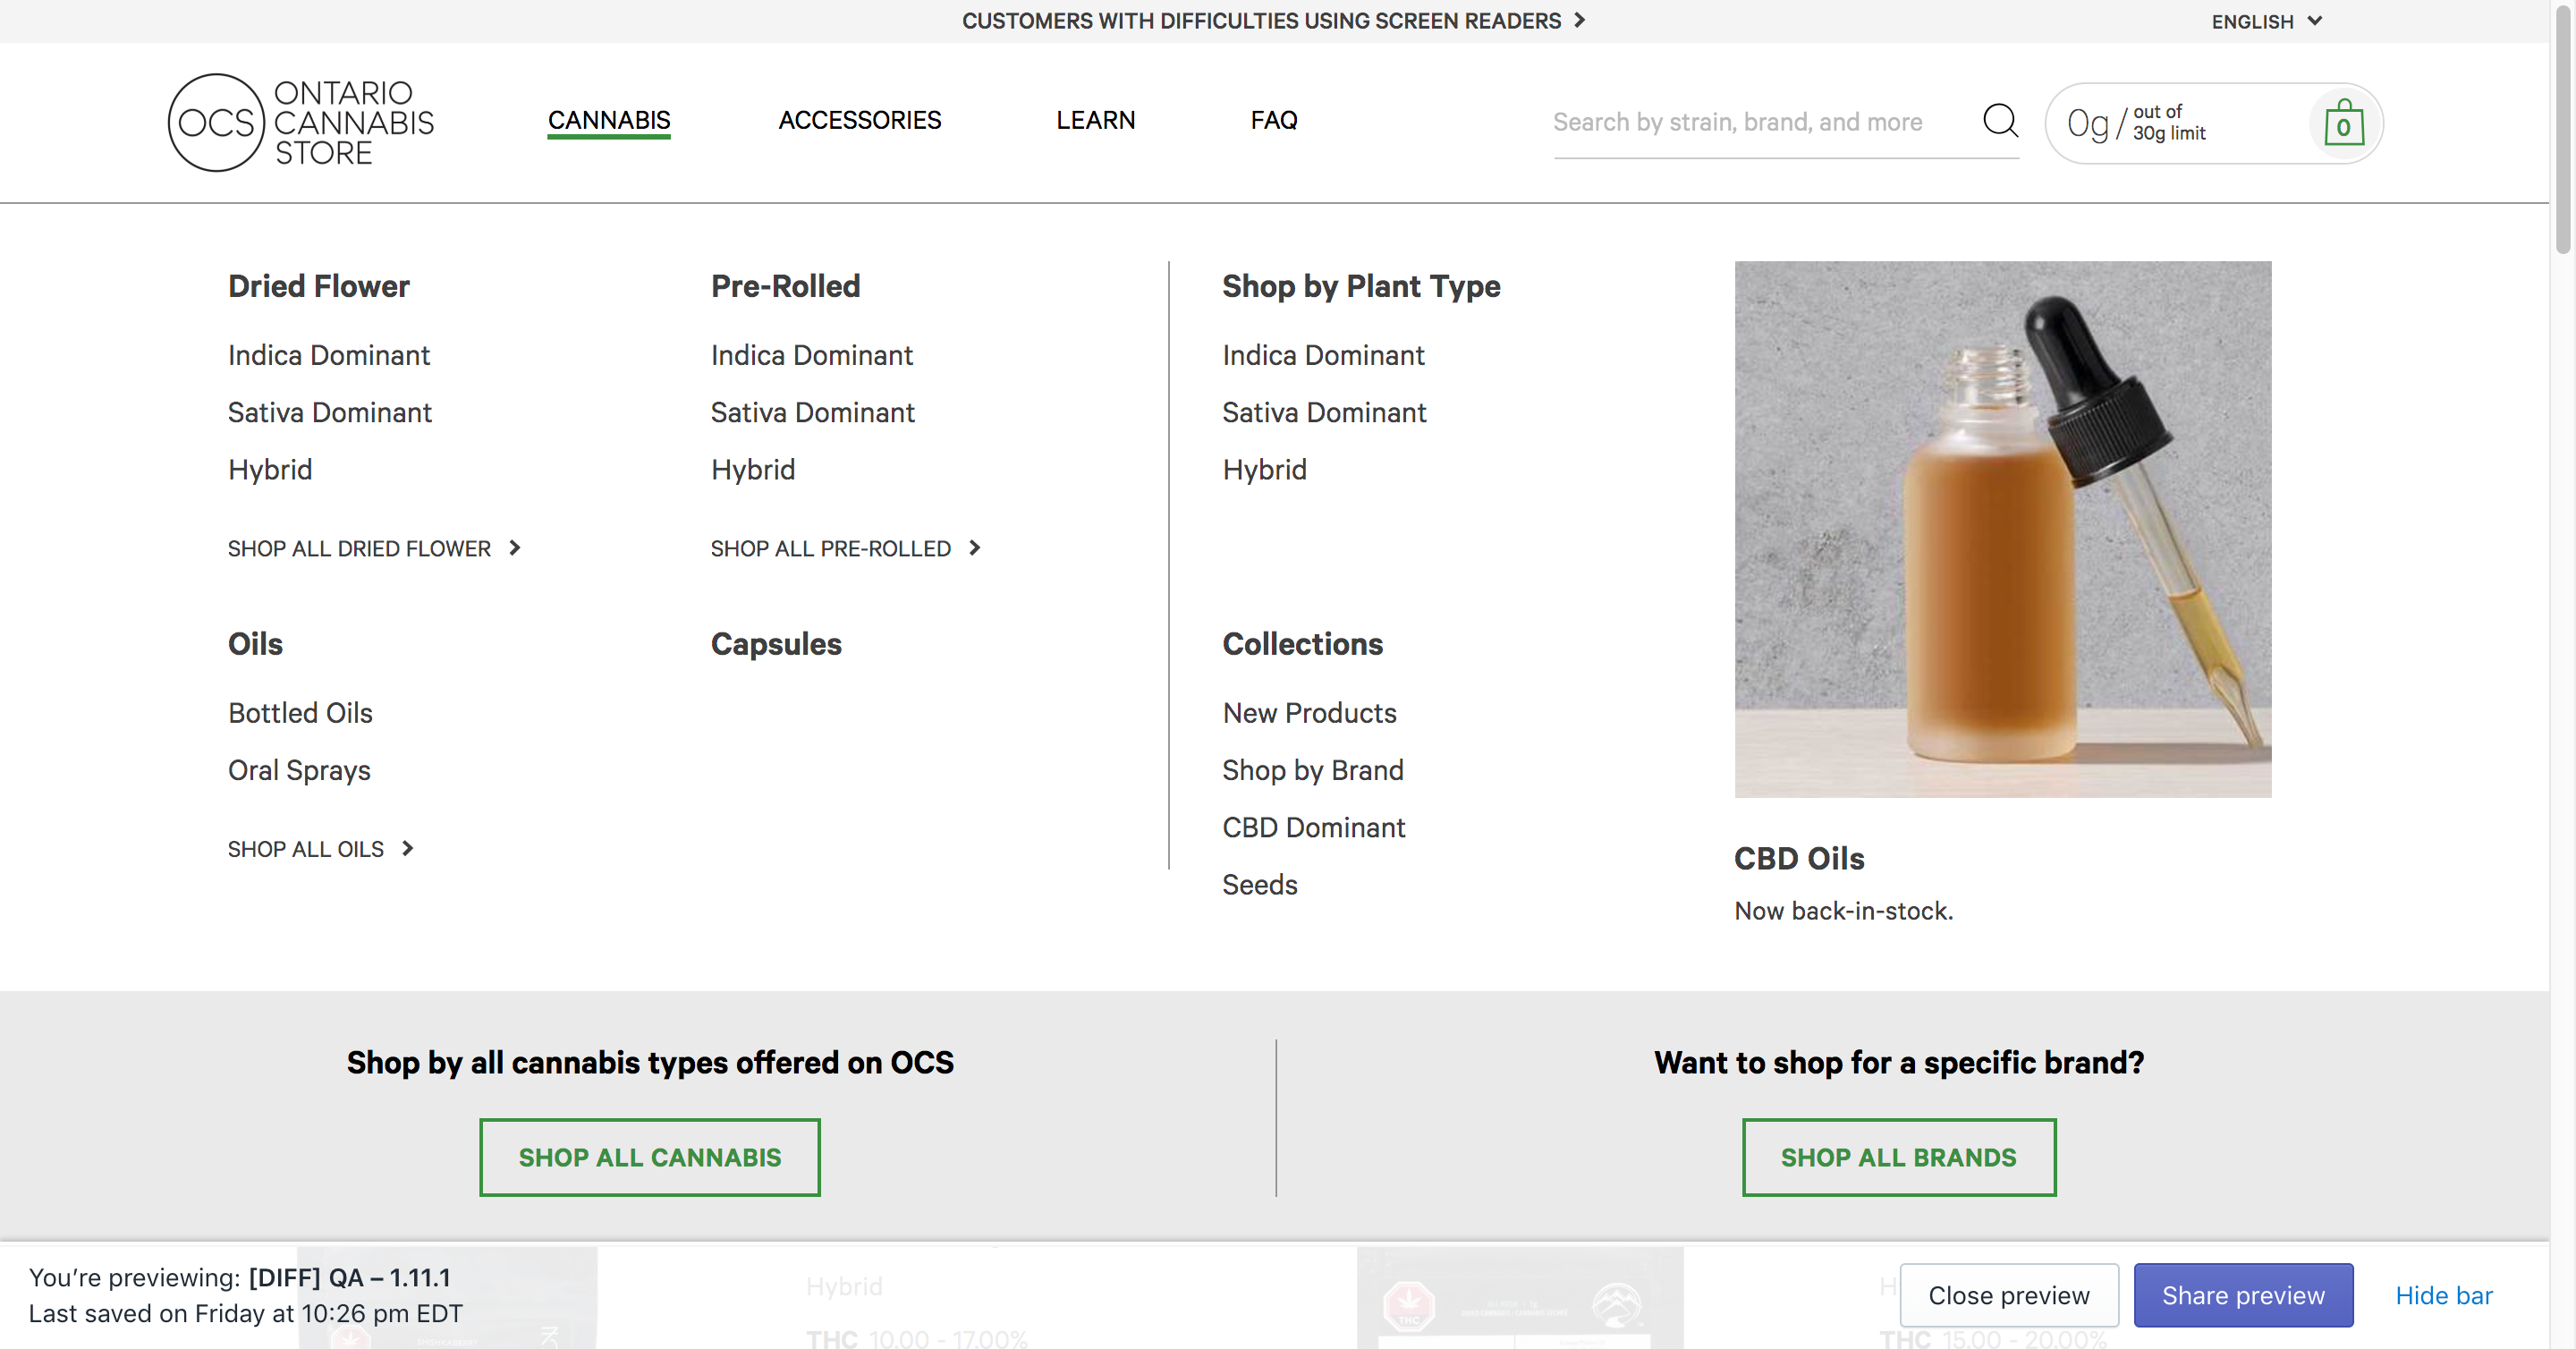 CUSTOMERS WITH DIFFICULTIES USING SCREEN READERS
ENGLISH
OCS
ONTARIO
CANNABIS
STORE
CANNABIS
ACCESSORIES
LEARN
FAQ
Search by strain, brand, and more
0g / out of
30g limit
0
Dried Flower
Indica Dominant
Sativa Dominant
Hybrid
SHOP ALL DRIED FLOWER
Pre-Rolled
Indica Dominant
Sativa Dominant
Hybrid
SHOP ALL PRE-ROLLED
Oils
Bottled Oils
Oral Sprays
SHOP ALL OILS
Capsules
Shop by Plant Type
Indica Dominant
Sativa Dominant
Hybrid
Collections
New Products
Shop by Brand
CBD Dominant
Seeds
CBD Oils
Now back-in-stock.
Shop by all cannabis types offered on OCS
SHOP ALL CANNABIS
Want to shop for a specific brand?
SHOP ALL BRANDS
You're previewing: [DIFF] QA – 1.11.1
Last saved on Friday at 10:26 pm EDT
Hybrid
THC 10.00 - 17.00%
THC
H
THC 15.00 - 20.00%
Close preview
Share preview
Hide bar